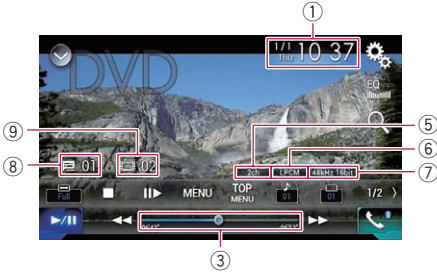 ①
1/1 Thu 10 37
DVD
EQ
⑨
⑤
⑥
⑧ 01 02 2ch LPCM 48kHz 16bit ⑦
Full MENU TOP MENU 01 01 1/2
③